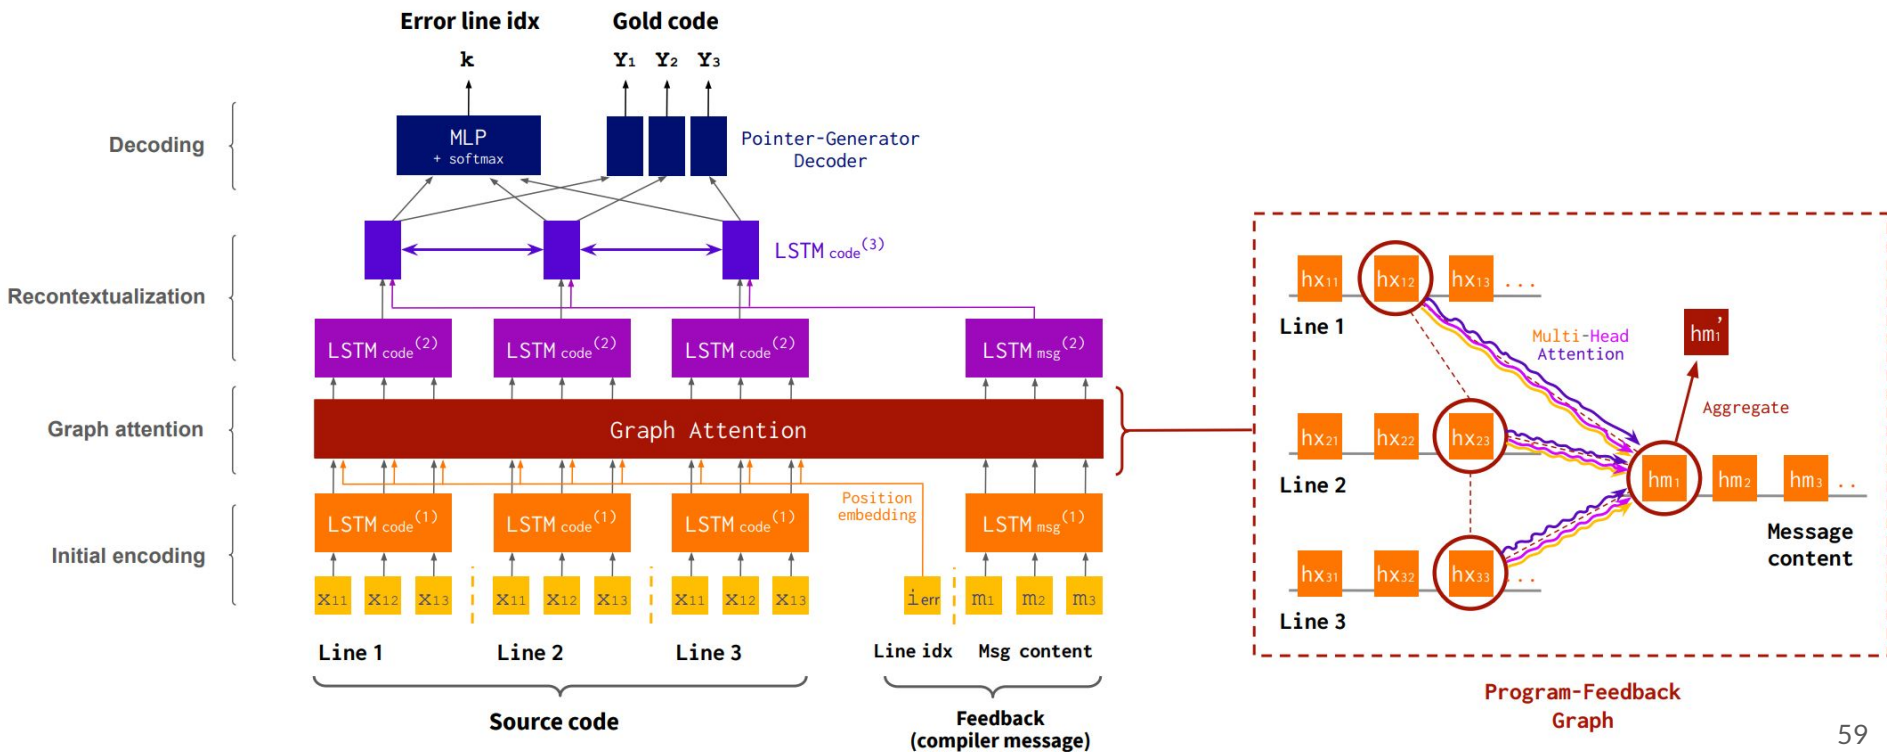 Error line idx
Gold code
k
Y1 Y2 Y3
Decoding
MLP
+ softmax
Pointer-Generator
Decoder
Recontextualization
LSTM code(3)
LSTM code(2)
LSTM code(2)
LSTM code(2)
LSTM msg(2)
Graph attention
Graph Attention
Position
embedding
Initial encoding
LSTM code(1)
LSTM code(1)
LSTM code(1)
LSTM msg(1)
x11 x12 x13
x11 x12 x13
x11 x12 x13
ierr
m1 m2 m3
Line 1
Line 2
Line 3
Line idx
Msg content
Source code
Feedback
(compiler message)
hx11 hx12 hx13 ...
Line 1
Multi-Head
Attention
hm1'
Aggregate
hx21 hx22 hx23
Line 2
hm1 hm2 hm3 ..
Message
content
hx31 hx32 hx33 ...
Line 3
Program-Feedback
Graph
59